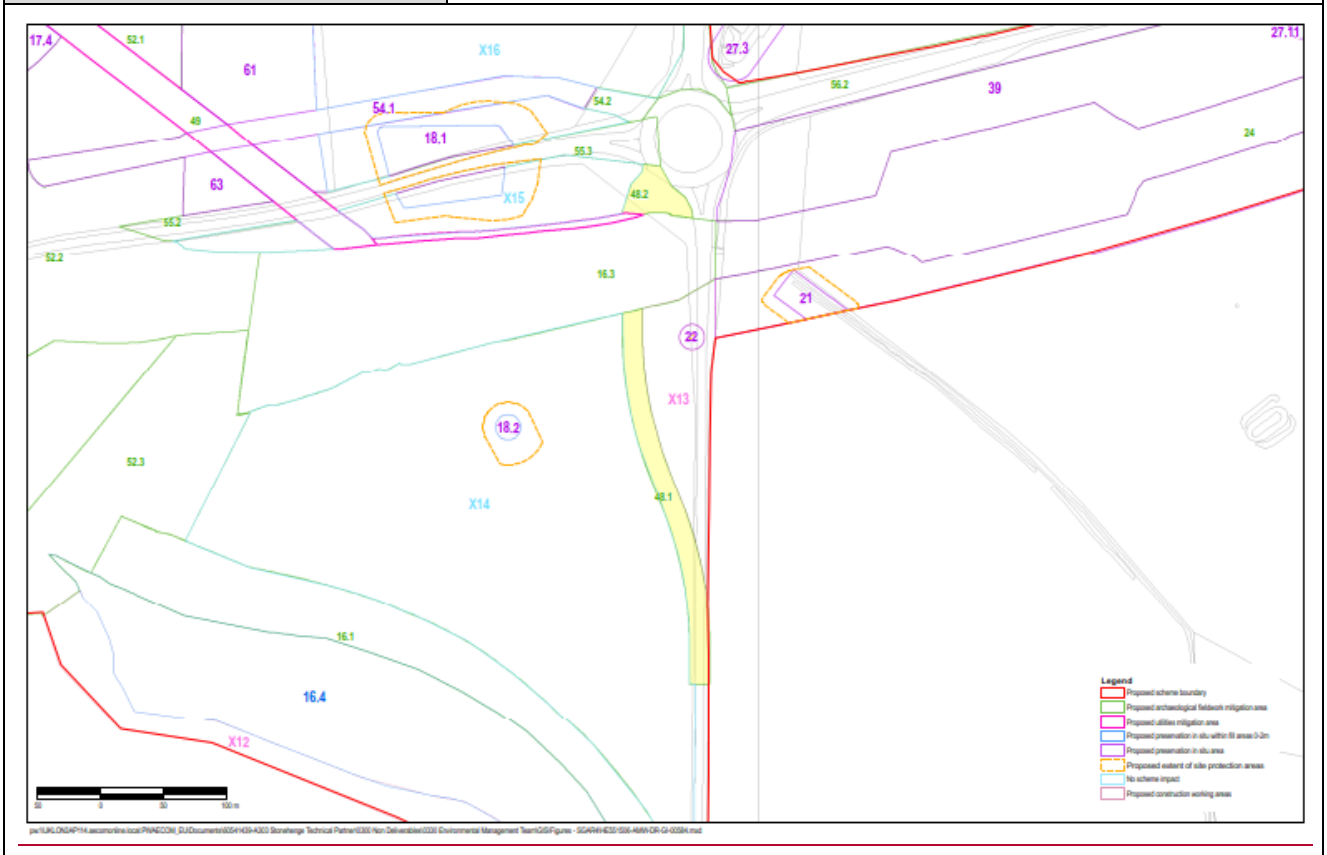 17.4
52.1
61
X16
27.3
27.11
56.2
39
54.1
54.2
49
18.1
55.3
24
63
X15
48.2
55.2
52.2
16.3
21
22
X13
18.2
52.3
48.1
X14
16.1
16.4
X12
Legend
Proposed scheme boundary
Proposed archaeological fieldwork mitigation area
Proposed utilities mitigation area
Proposed preservation in situ within fill areas 0-2m
Proposed preservation in situ area
Proposed extent of site protection areas
No scheme impact
Proposed construction working areas
50 0 50 100 m